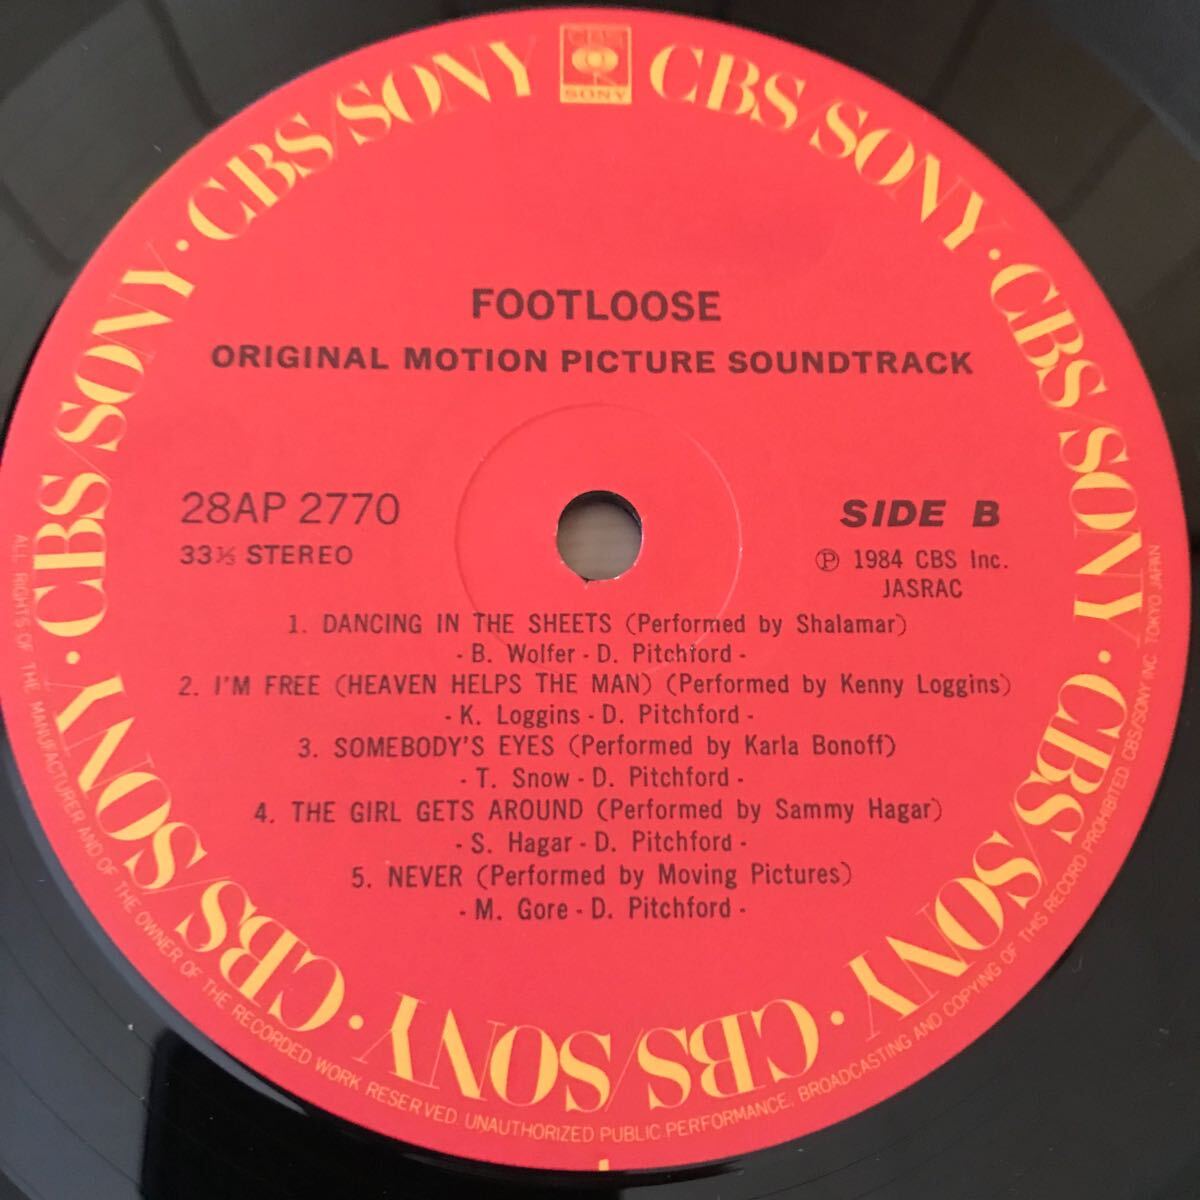 CBS/SONY · CBS/SONY · CBS/SONY · CBS/SONY · CBS/SONY · CBS/SONY · CBS/SONY · CBS/SONY
SONY
FOOTLOOSE
ORIGINAL MOTION PICTURE SOUNDTRACK
28AP 2770
33⅓ STEREO
SIDE B
Ⓟ 1984 CBS Inc.
JASRAC
1. DANCING IN THE SHEETS (Performed by Shalamar)
- B. Wolfer - D. Pitchford -
2. I'M FREE (HEAVEN HELPS THE MAN) (Performed by Kenny Loggins)
- K. Loggins - D. Pitchford -
3. SOMEBODY'S EYES (Performed by Karla Bonoff)
- T. Snow - D. Pitchford -
4. THE GIRL GETS AROUND (Performed by Sammy Hagar)
- S. Hagar - D. Pitchford -
5. NEVER (Performed by Moving Pictures)
- M. Gore - D. Pitchford -
ALL RIGHTS OF THE MANUFACTURER AND OF THE OWNER OF THE RECORDED WORK RESERVED. UNAUTHORIZED PUBLIC PERFORMANCE, BROADCASTING AND COPYING OF THIS RECORD PROHIBITED. CBS/SONY INC. TOKYO JAPAN